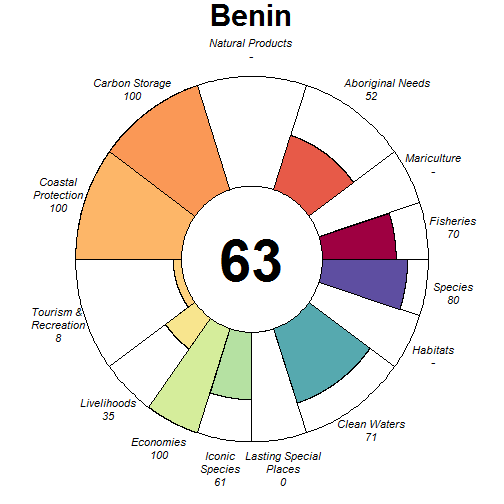 Benin
Natural Products
-
Carbon Storage
100
Aboriginal Needs
52
Mariculture
-
Coastal
Protection
100
Fisheries
70
63
Species
80
Tourism &
Recreation
8
Habitats
-
Livelihoods
35
Clean Waters
71
Economies
100
Iconic
Species
61
Lasting Special
Places
0